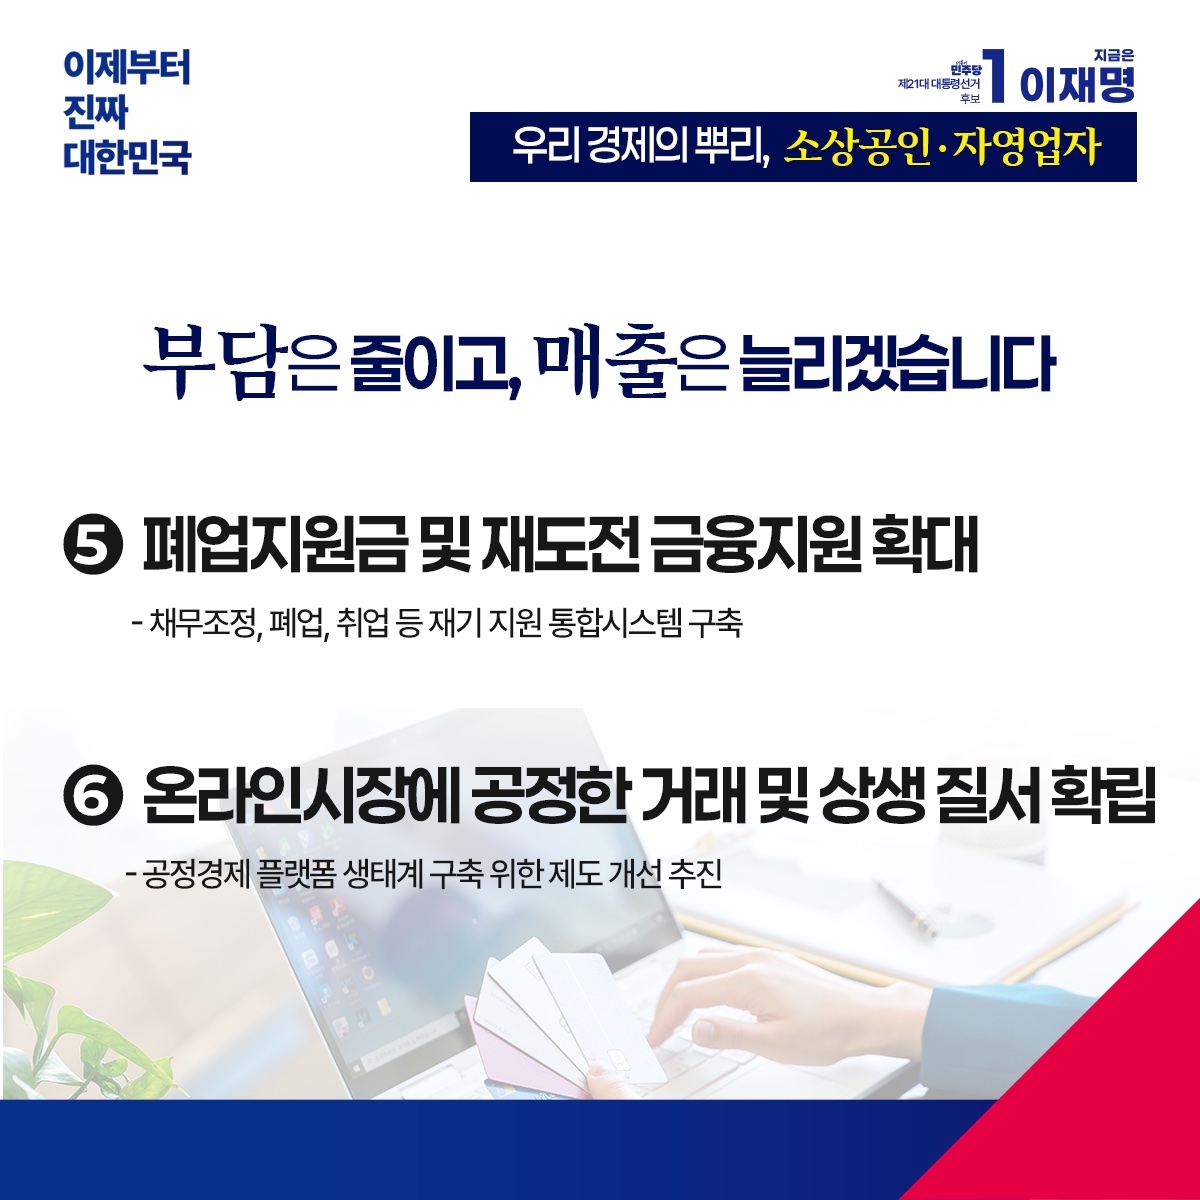 이제부터
진짜
대한민국
민주당
제21대 대통령선거
후보
1
지금은
이재명
우리 경제의 뿌리, 소상공인·자영업자
부담은 줄이고, 매출은 늘리겠습니다
5 폐업지원금 및 재도전 금융지원 확대
- 채무조정, 폐업, 취업 등 재기 지원 통합시스템 구축
6 온라인시장에 공정한 거래 및 상생 질서 확립
- 공정경제 플랫폼 생태계 구축 위한 제도 개선 추진